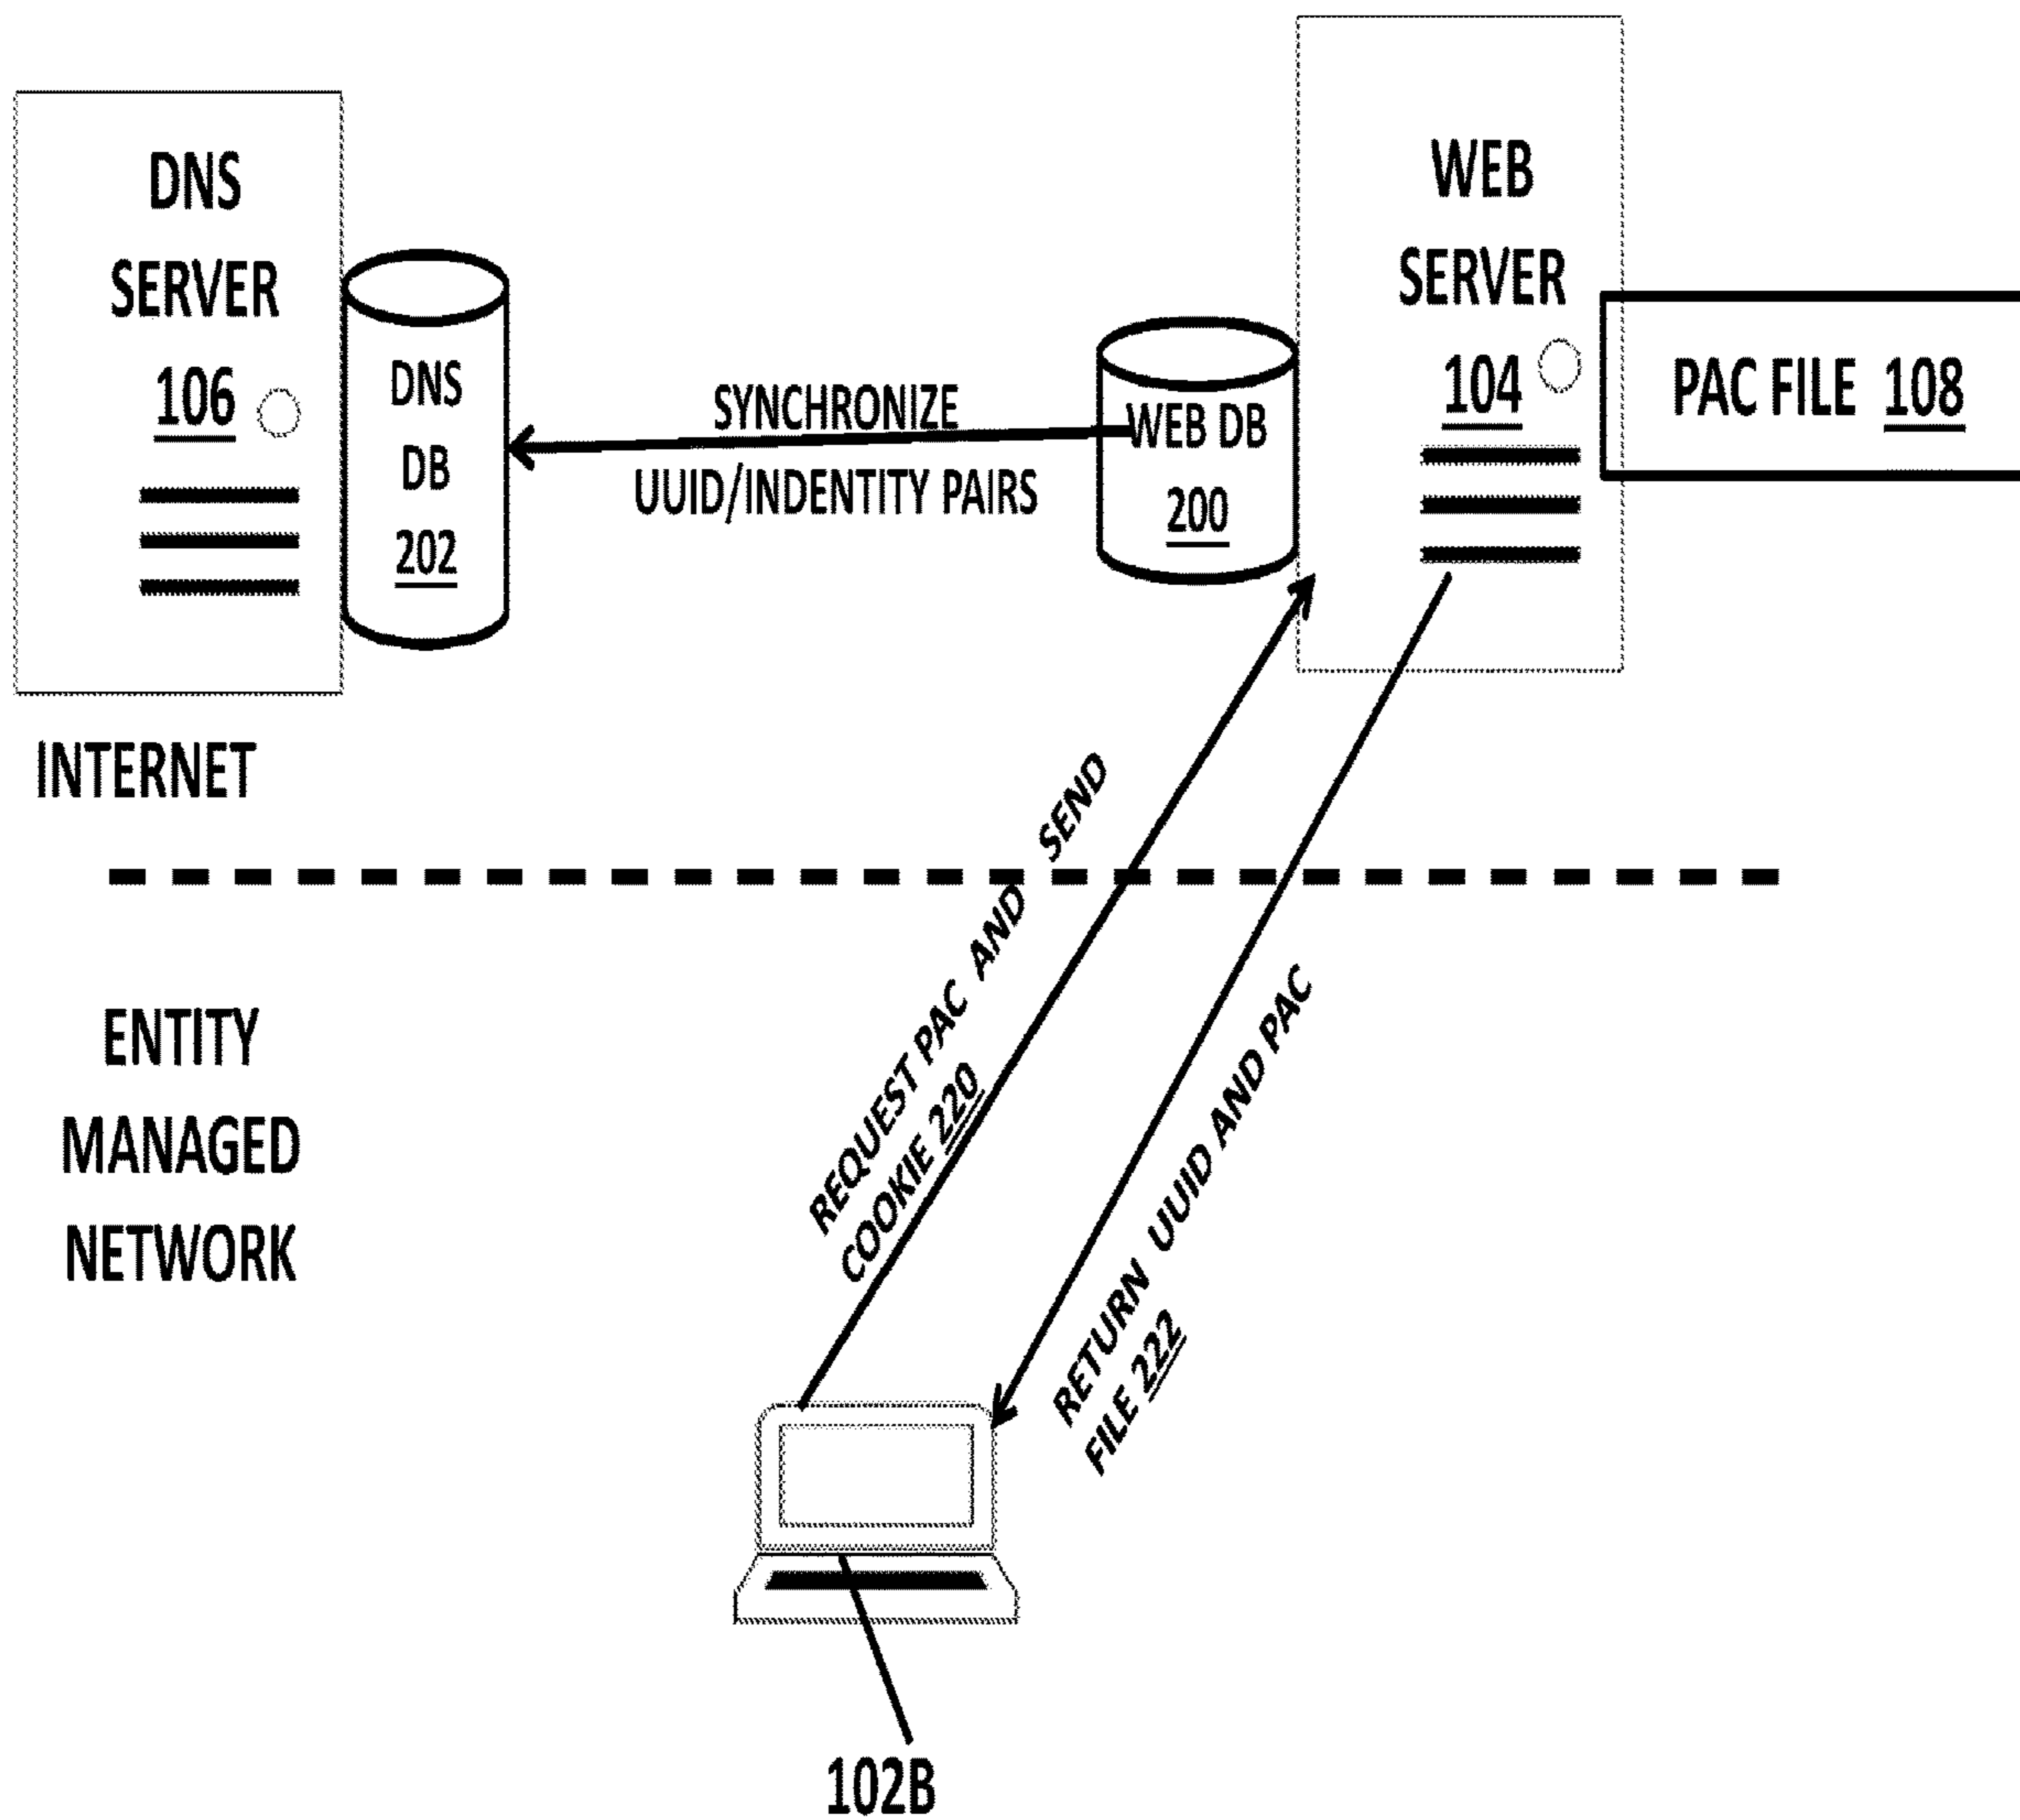 DNS
SERVER
106
DNS
DB
202
SYNCHRONIZE
UUID/INDENTITY PAIRS
WEB DB
200
WEB
SERVER
104
PAC FILE 108
INTERNET
REQUEST PAC AND SEND
COOKIE 220
RETURN UUID AND PAC
FILE 222
ENTITY
MANAGED
NETWORK
102B